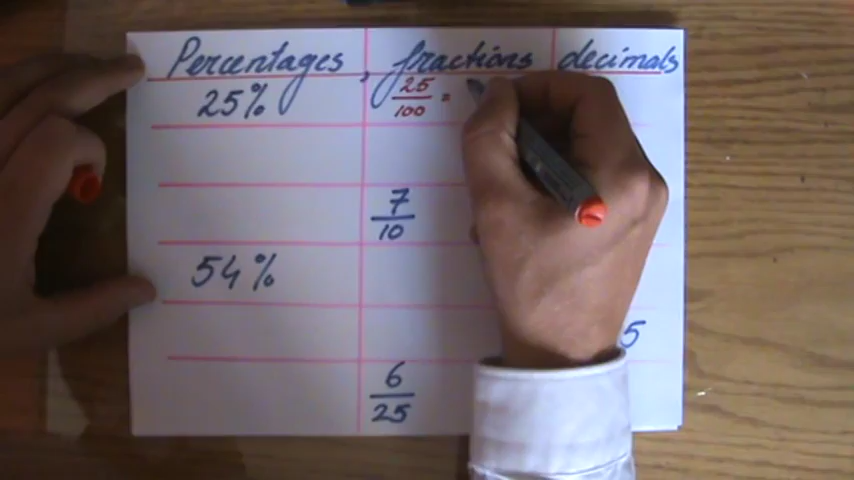 Percentages, fractions decimals
25% 25/100 =
7/10
54%
5
6/25